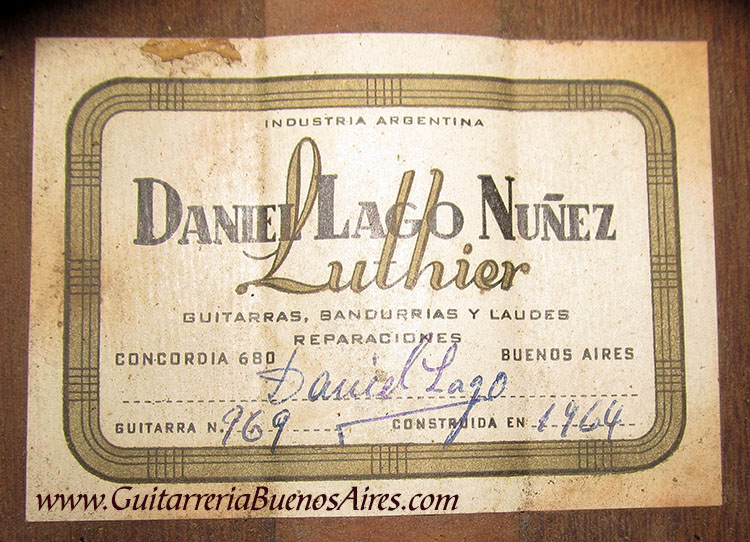 INDUSTRIA ARGENTINA
DANIEL LAGO NUÑEZ
Luthier
GUITARRAS, BANDURRIAS Y LAUDES
REPARACIONES
CONCORDIA 680 BUENOS AIRES
Daniel Lago
GUITARRA N. 969 CONSTRUIDA EN 1964
www.GuitarreriaBuenosAires.com